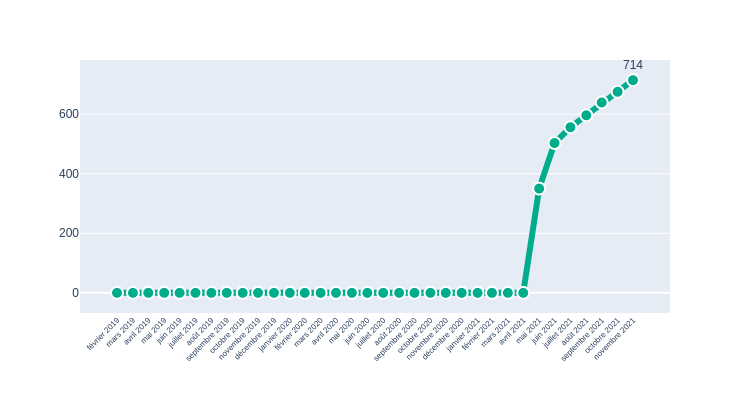 714
600
400
200
0
février 2019
mars 2019
avril 2019
mai 2019
juin 2019
juillet 2019
août 2019
septembre 2019
octobre 2019
novembre 2019
décembre 2019
janvier 2020
février 2020
mars 2020
avril 2020
mai 2020
juin 2020
juillet 2020
août 2020
septembre 2020
octobre 2020
novembre 2020
décembre 2020
janvier 2021
février 2021
mars 2021
avril 2021
mai 2021
juin 2021
juillet 2021
août 2021
septembre 2021
octobre 2021
novembre 2021